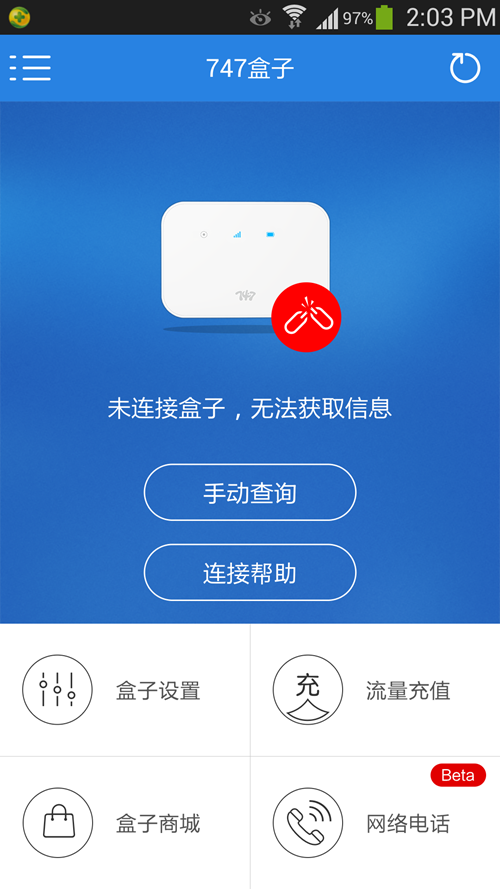 97% 2:03 PM
747盒子
747
未连接盒子，无法获取信息
手动查询
连接帮助
盒子设置
充
流量充值
盒子商城
Beta
网络电话